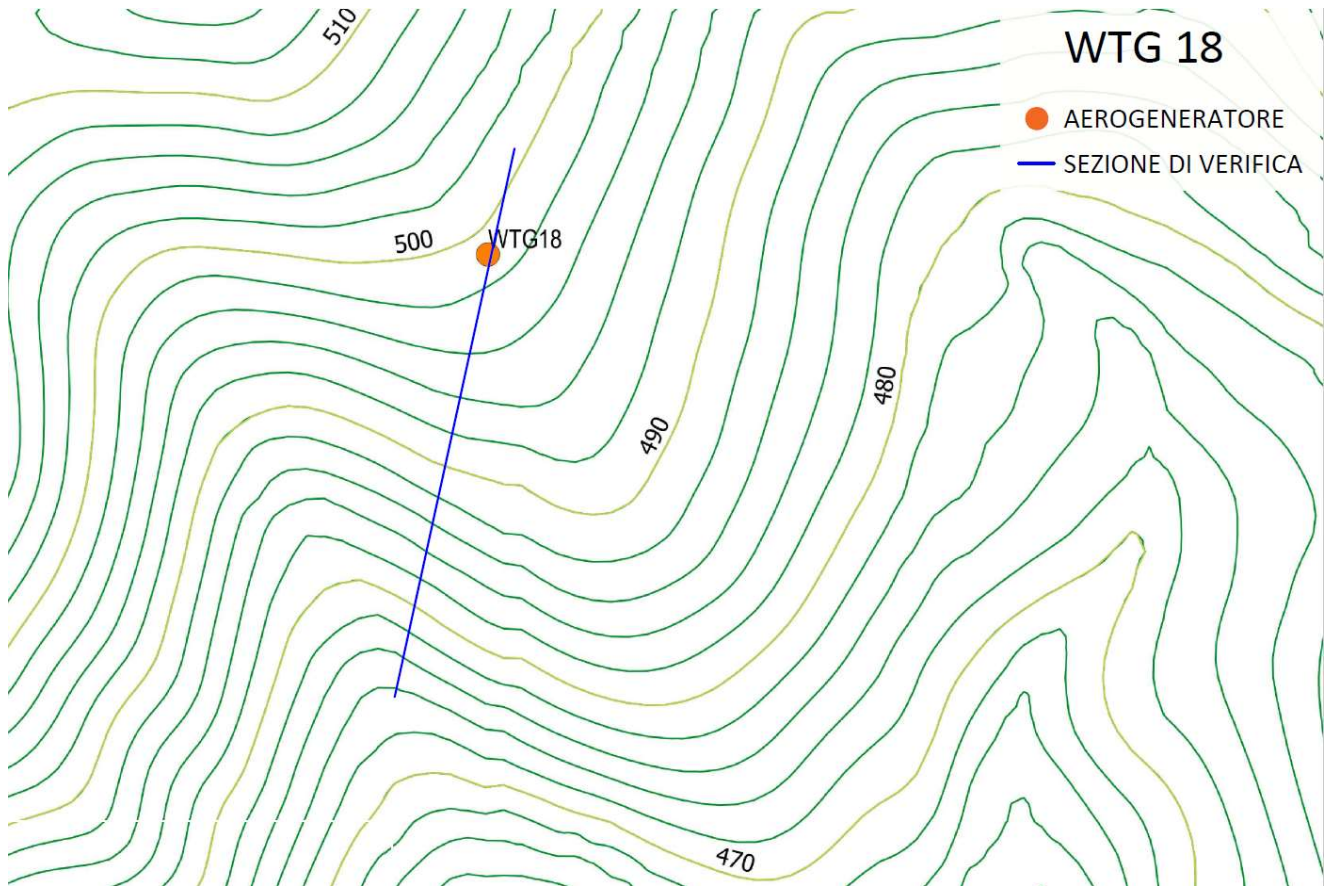 510
WTG 18
AEROGENERATORE
SEZIONE DI VERIFICA
500
WTG18
480
490
470